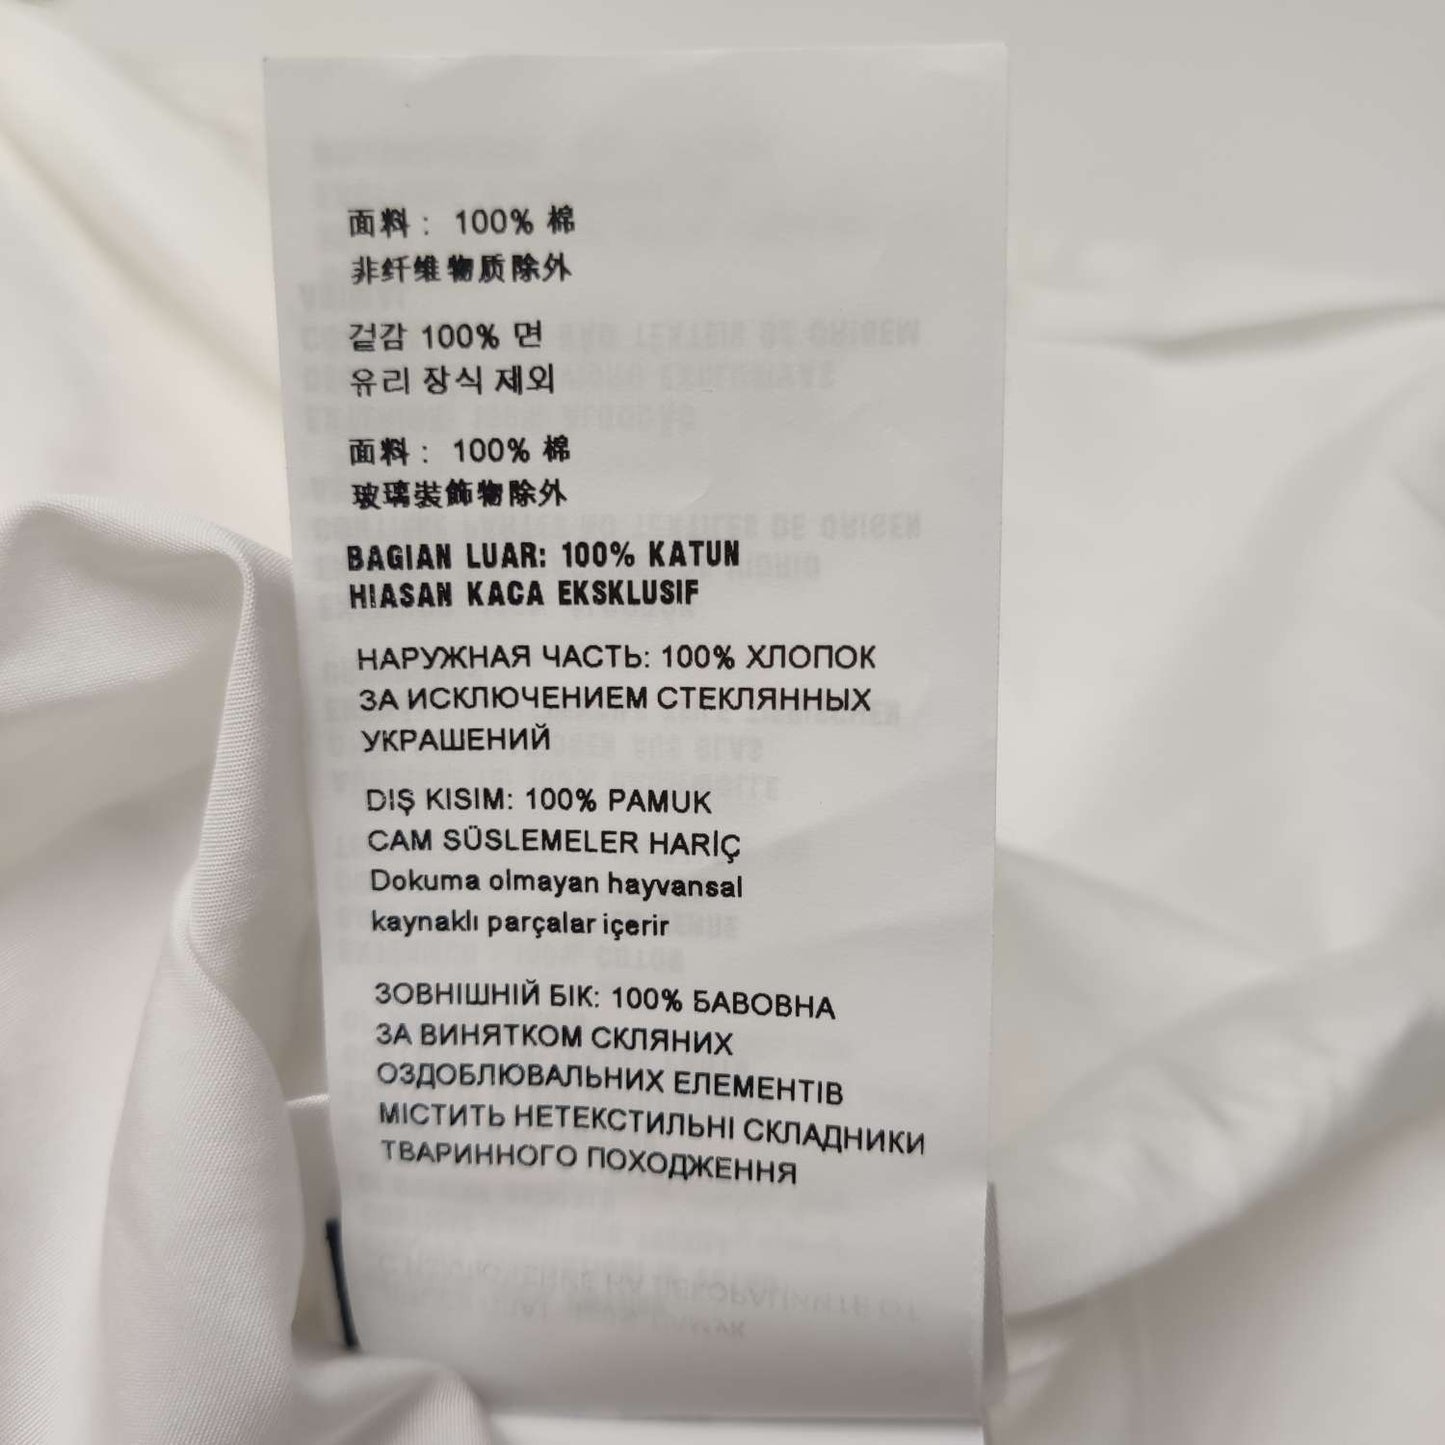 面料： 100% 棉
非纤维物质除外
겉감 100% 면
유리 장식 제외
面料： 100% 棉
玻璃裝飾物除外
BAGIAN LUAR: 100% KATUN
HIASAN KACA EKSKLUSIF
НАРУЖНАЯ ЧАСТЬ: 100% ХЛОПОК
ЗА ИСКЛЮЧЕНИЕМ СТЕКЛЯННЫХ
УКРАШЕНИЙ
DIŞ KISIM: 100% PAMUK
CAM SÜSLEMELER HARİÇ
Dokuma olmayan hayvansal
kaynaklı parçalar içerir
ЗОВНІШНІЙ БІК: 100% БАВОВНА
ЗА ВИНЯТКОМ СКЛЯНИХ
ОЗДОБЛЮВАЛЬНИХ ЕЛЕМЕНТІВ
МІСТИТЬ НЕТЕКСТИЛЬНІ СКЛАДНИКИ
ТВАРИННОГО ПОХОДЖЕННЯ